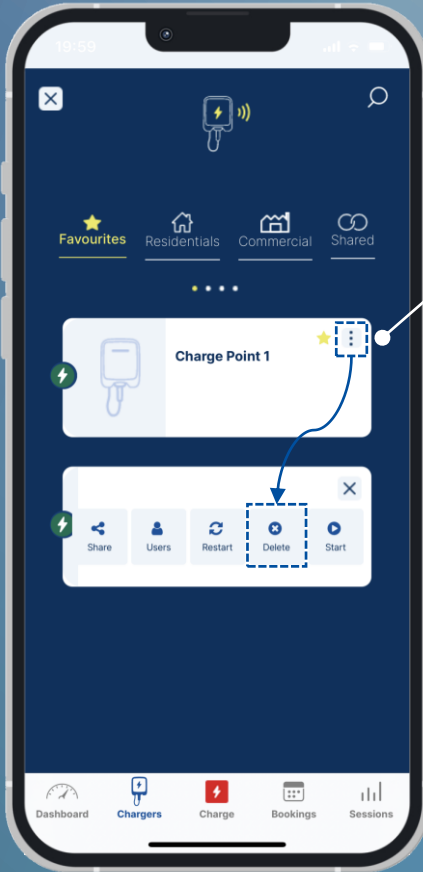 19:59
Favourites
Residentials
Commercial
Shared
Charge Point 1
Share
Users
Restart
Delete
Start
Dashboard
Chargers
Charge
Bookings
Sessions